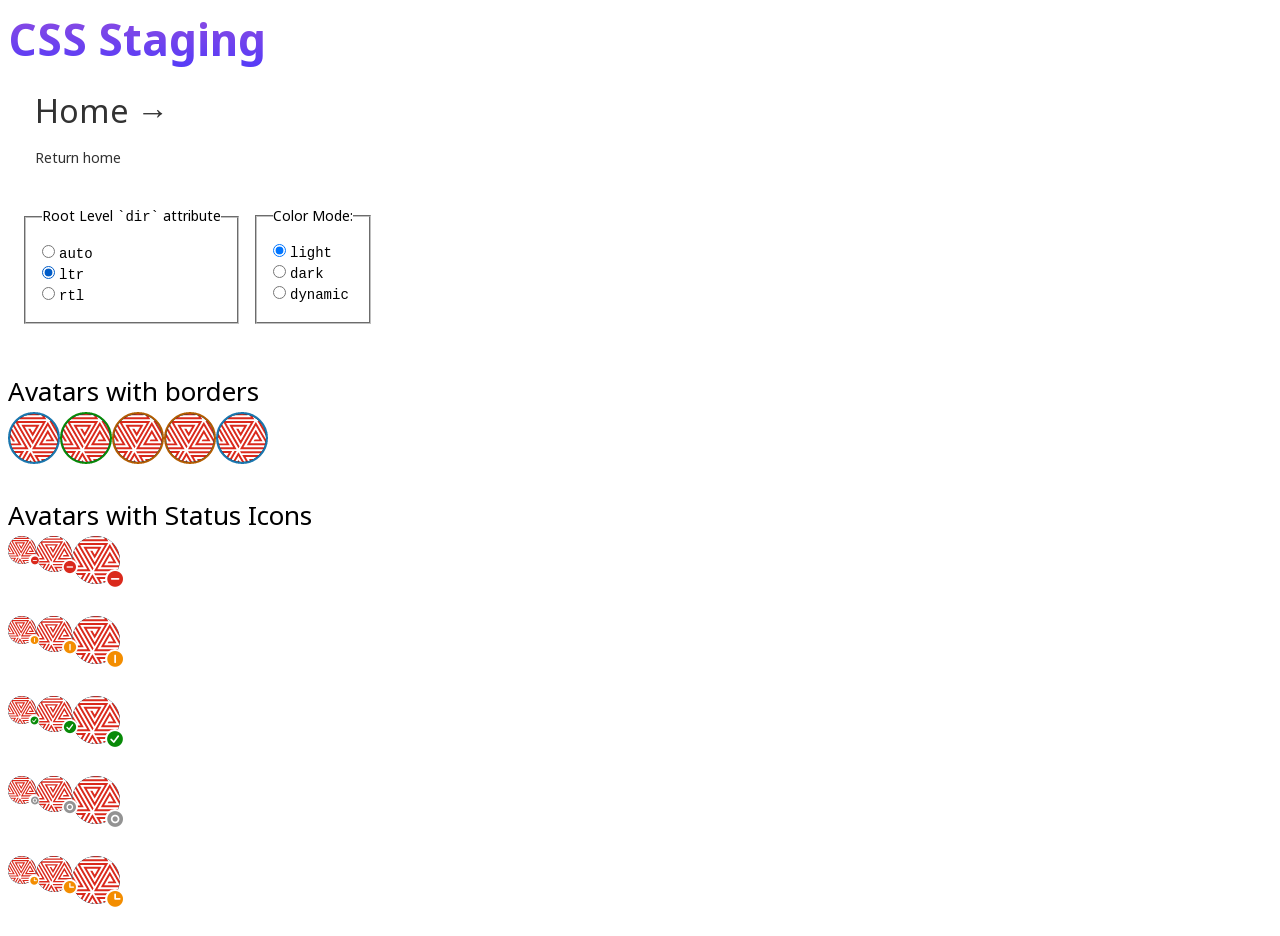 CSS Staging
Home →
Return home
Root Level `dir` attribute
auto
ltr
rtl
Color Mode:
light
dark
dynamic
Avatars with borders
Avatars with Status Icons